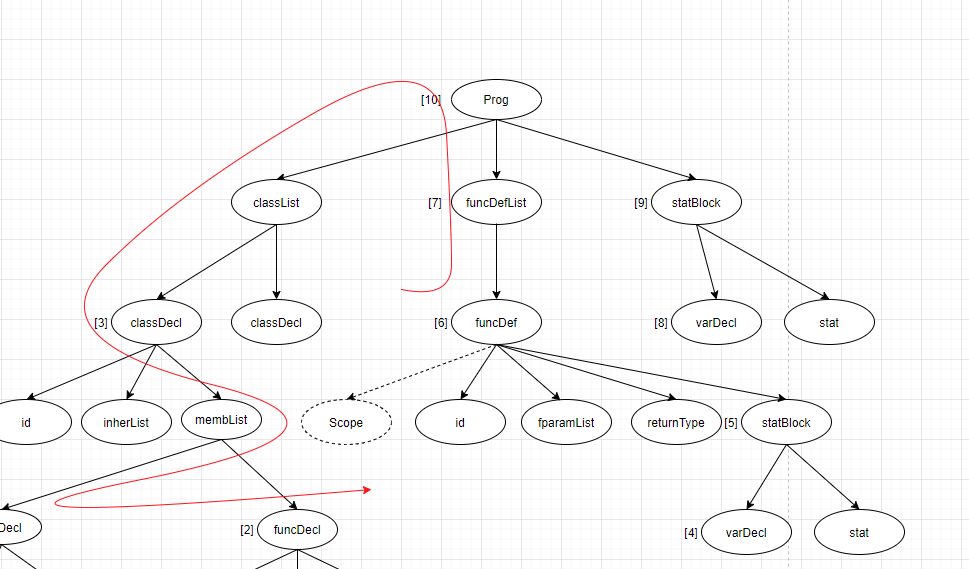 [10] Prog
classList [7] funcDefList [9] statBlock
[3] classDecl classDecl [6] funcDef [8] varDecl stat
id inherList membList Scope id fparamList returnType [5] statBlock
Decl [2] funcDecl [4] varDecl stat